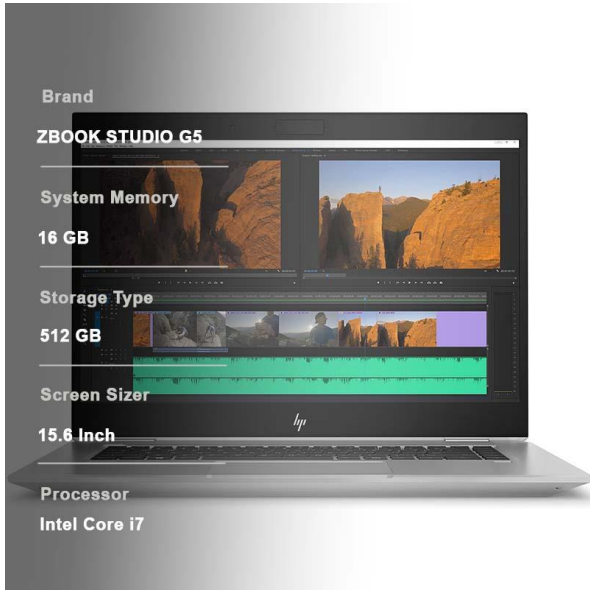 Brand
ZBOOK STUDIO G5
System Memory
16 GB
Storage Type
512 GB
Screen Sizer
15.6 Inch
hp
Processor
Intel Core i7